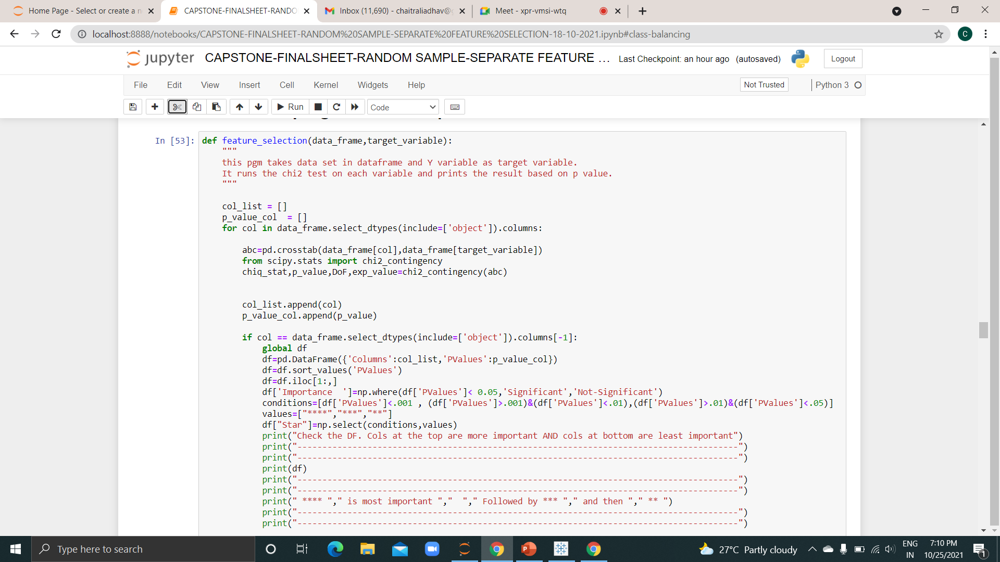 Home Page - Select or create a n
CAPSTONE-FINALSHEET-RANDO
Inbox (11,690) - chaitraliadhav@g
Meet - xpr-vmsi-wtq
localhost:8888/notebooks/CAPSTONE-FINALSHEET-RANDOM%20SAMPLE-SEPARATE%20FEATURE%20SELECTION-18-10-2021.ipynb#class-balancing
C
jupyter CAPSTONE-FINALSHEET-RANDOM SAMPLE-SEPARATE FEATURE ... Last Checkpoint: an hour ago (autosaved)
Logout
File Edit View Insert Cell Kernel Widgets Help
Not Trusted
Python 3 O
Run
Code
In [53]: def feature_selection(data_frame,target_variable):
"""
this pgm takes data set in dataframe and Y variable as target variable.
It runs the chi2 test on each variable and prints the result based on p value.
"""
col_list = []
p_value_col  = []
for col in data_frame.select_dtypes(include=['object']).columns:
abc=pd.crosstab(data_frame[col],data_frame[target_variable])
from scipy.stats import chi2_contingency
chiq_stat,p_value,DoF,exp_value=chi2_contingency(abc)
col_list.append(col)
p_value_col.append(p_value)
if col == data_frame.select_dtypes(include=['object']).columns[-1]:
global df
df=pd.DataFrame({'Columns':col_list,'PValues':p_value_col})
df=df.sort_values('PValues')
df=df.iloc[1:,]
df['Importance  ']=np.where(df['PValues']< 0.05,'Significant','Not-Significant')
conditions=[df['PValues']<.001 , (df['PValues']>.001)&(df['PValues']<.01),(df['PValues']>.01)&(df['PValues']<.05)]
values=["****","***","**"]
df["Star"]=np.select(conditions,values)
print("Check the DF. Cols at the top are more important AND cols at bottom are least important")
print("----------------------------------------------------------------------------------------")
print("----------------------------------------------------------------------------------------")
print(df)
print("----------------------------------------------------------------------------------------")
print("----------------------------------------------------------------------------------------")
print(" **** "," is most important ","  "," Followed by *** "," and then "," ** ")
print("----------------------------------------------------------------------------------------")
print("----------------------------------------------------------------------------------------")
Type here to search
27°C Partly cloudy
ENG
IN
7:10 PM
10/25/2021
1